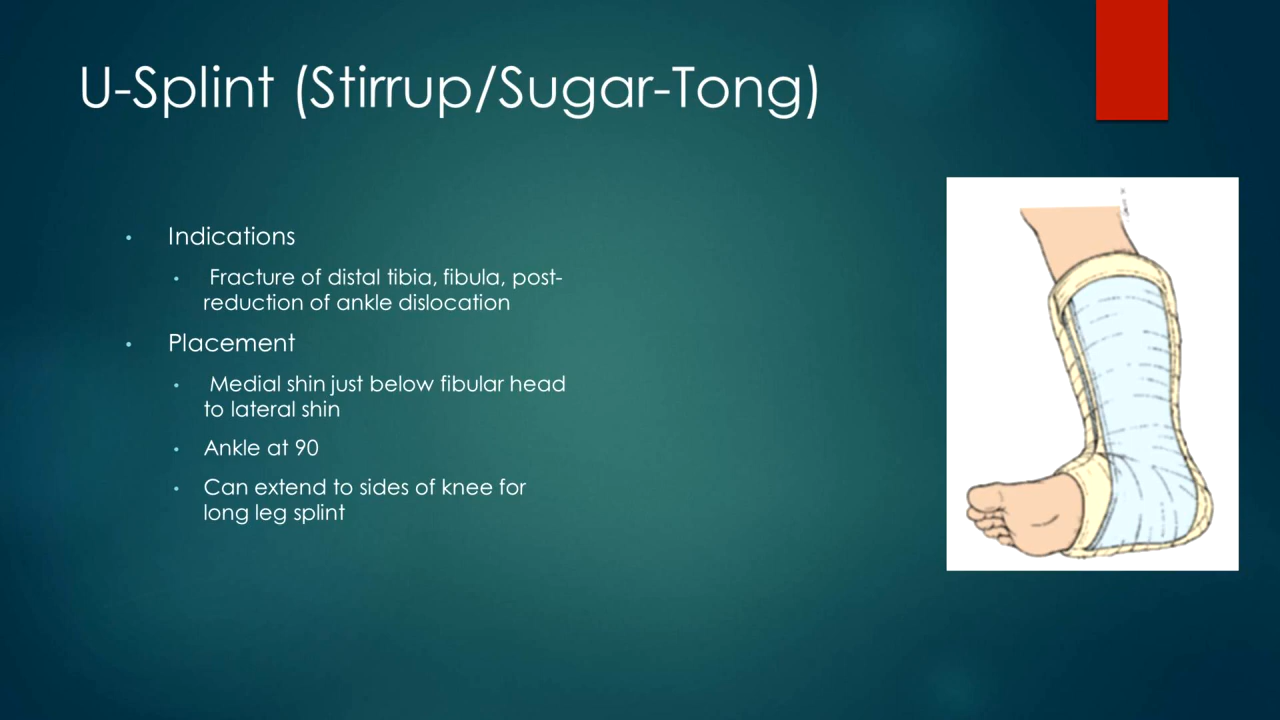 U-Splint (Stirrup/Sugar-Tong)
• Indications
• Fracture of distal tibia, fibula, post-
reduction of ankle dislocation
• Placement
• Medial shin just below fibular head
to lateral shin
• Ankle at 90
• Can extend to sides of knee for
long leg splint